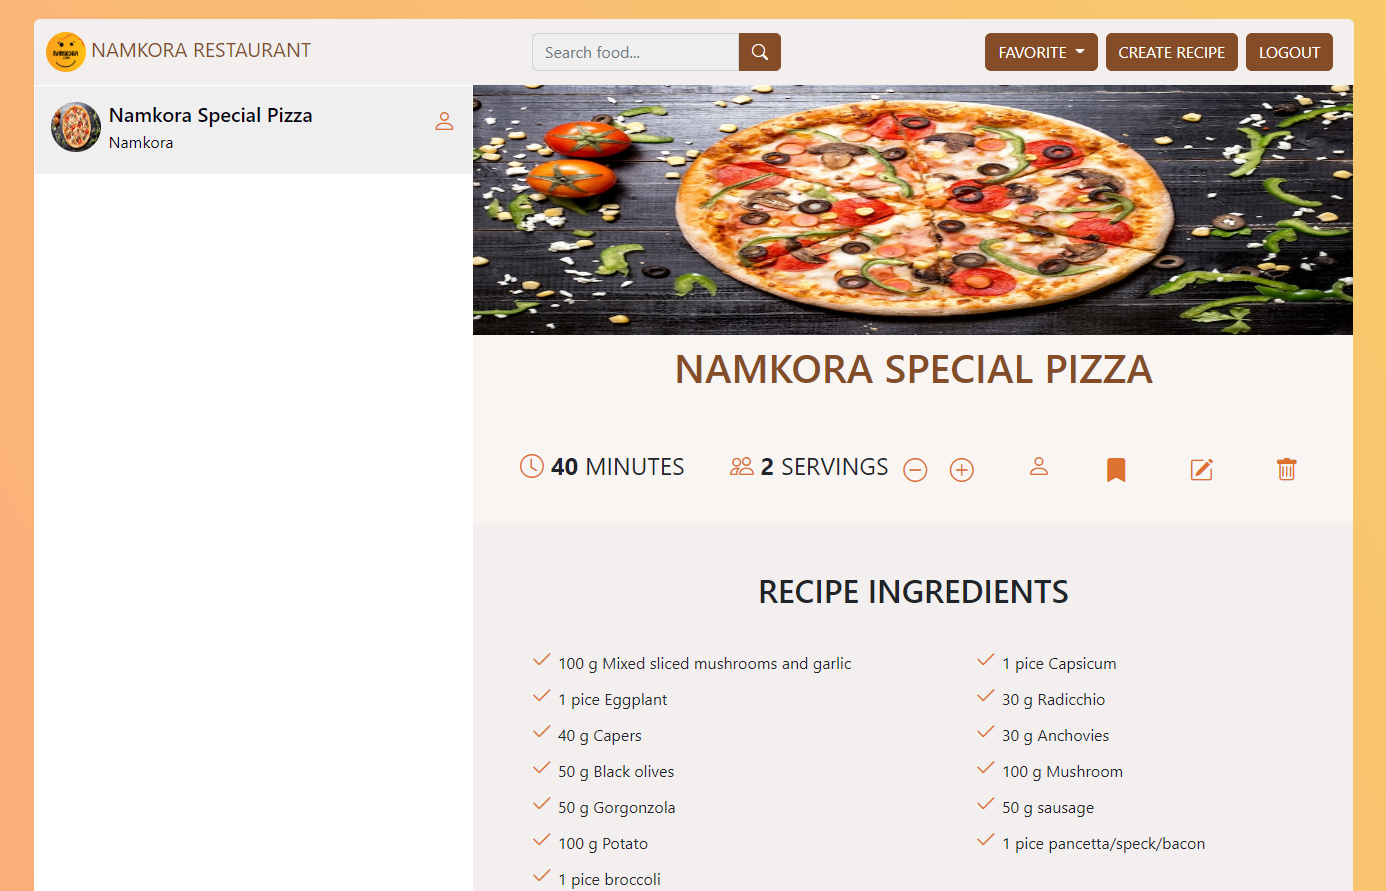 NAMKORA RESTAURANT
Search food...
FAVORITE
CREATE RECIPE
LOGOUT
Namkora Special Pizza
Namkora
NAMKORA SPECIAL PIZZA
40 MINUTES
2 SERVINGS
RECIPE INGREDIENTS
100 g Mixed sliced mushrooms and garlic
1 pice Eggplant
40 g Capers
50 g Black olives
50 g Gorgonzola
100 g Potato
1 pice broccoli
1 pice Capsicum
30 g Radicchio
30 g Anchovies
100 g Mushroom
50 g sausage
1 pice pancetta/speck/bacon